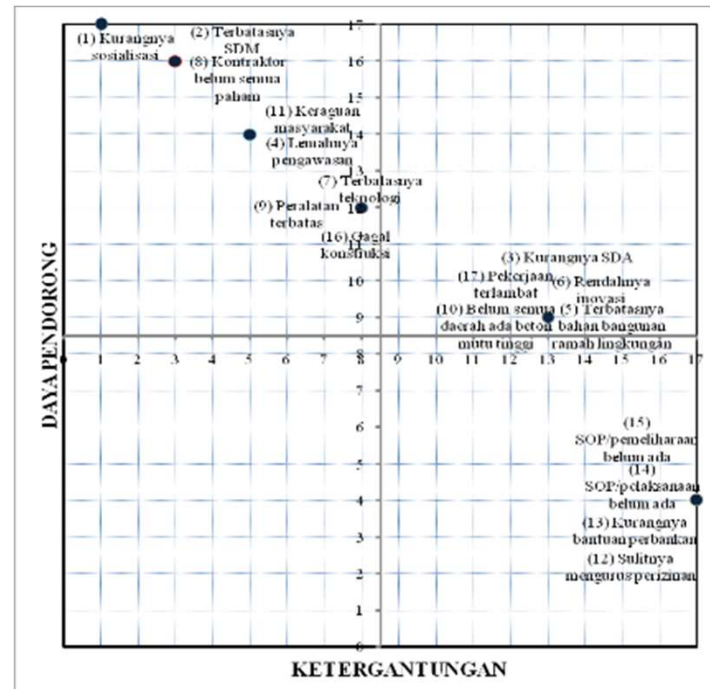 17
(1) Kurangnya
sosialisasi
(2) Terbatasnya
SDM
16
(8) Kontraktor
belum semua
paham
15
(11) Keraguan
masyarakat
14
(4) Lemahnya
pengawasan
13
(7) Terbatasnya
teknologi
(9) Peralatan
terbatas
(16) Gagal
konstruksi
11
(3) Kurangnya SDA
(17) Pekerjaan
terlambat
(6) Rendahnya
inovasi
10
9
(10) Belum semua
daerah ada beton
mutu tinggi
(5) Terbatasnya
bahan bangunan
ramah lingkungan
DAYA PENDORONG
1 2 3 4 5 6 7 8 9 10 11 12 13 14 15 16 17
7
6
5
4
3
2
1
0
(15)
SOP/pemeliharaan
belum ada
(14)
SOP/pelaksanaan
belum ada
(13) Kurangnya
bantuan perbankan
(12) Sulitnya
mengurus perizinan
KETERGANTUNGAN